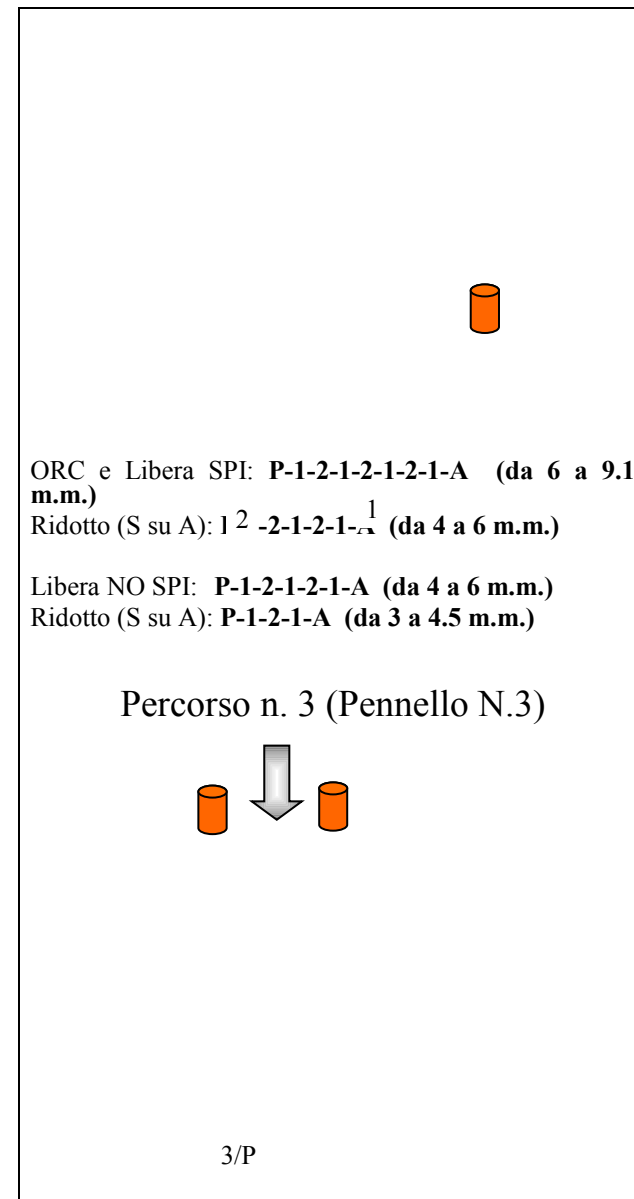 ORC e Libera SPI: P-1-2-1-2-1-2-1-A (da 6 a 9.1
m.m.)
Ridotto (S su A): 2 -2-1-2-1- 1 (da 4 a 6 m.m.)
Libera NO SPI: P-1-2-1-2-1-A (da 4 a 6 m.m.)
Ridotto (S su A): P-1-2-1-A (da 3 a 4.5 m.m.)
Percorso n. 3 (Pennello N.3)
3/P